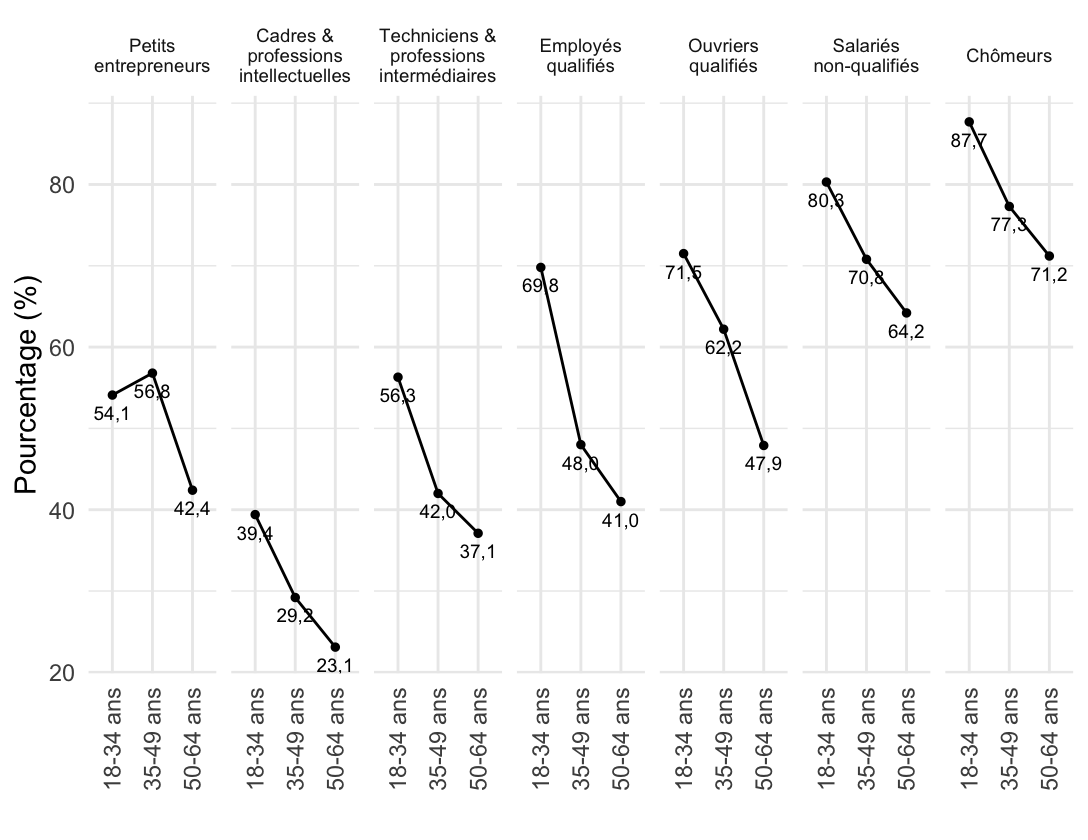 Petits
entrepreneurs
Cadres &
professions
intellectuelles
Techniciens &
professions
intermédiaires
Employés
qualifiés
Ouvriers
qualifiés
Salariés
non-qualifiés
Chômeurs
Pourcentage (%)
80
60
40
20
54,1
56,8
42,4
39,4
29,2
23,1
56,3
42,0
37,1
69,8
48,0
41,0
71,5
62,2
47,9
80,3
70,8
64,2
87,7
77,3
71,2
18-34 ans
35-49 ans
50-64 ans
18-34 ans
35-49 ans
50-64 ans
18-34 ans
35-49 ans
50-64 ans
18-34 ans
35-49 ans
50-64 ans
18-34 ans
35-49 ans
50-64 ans
18-34 ans
35-49 ans
50-64 ans
18-34 ans
35-49 ans
50-64 ans